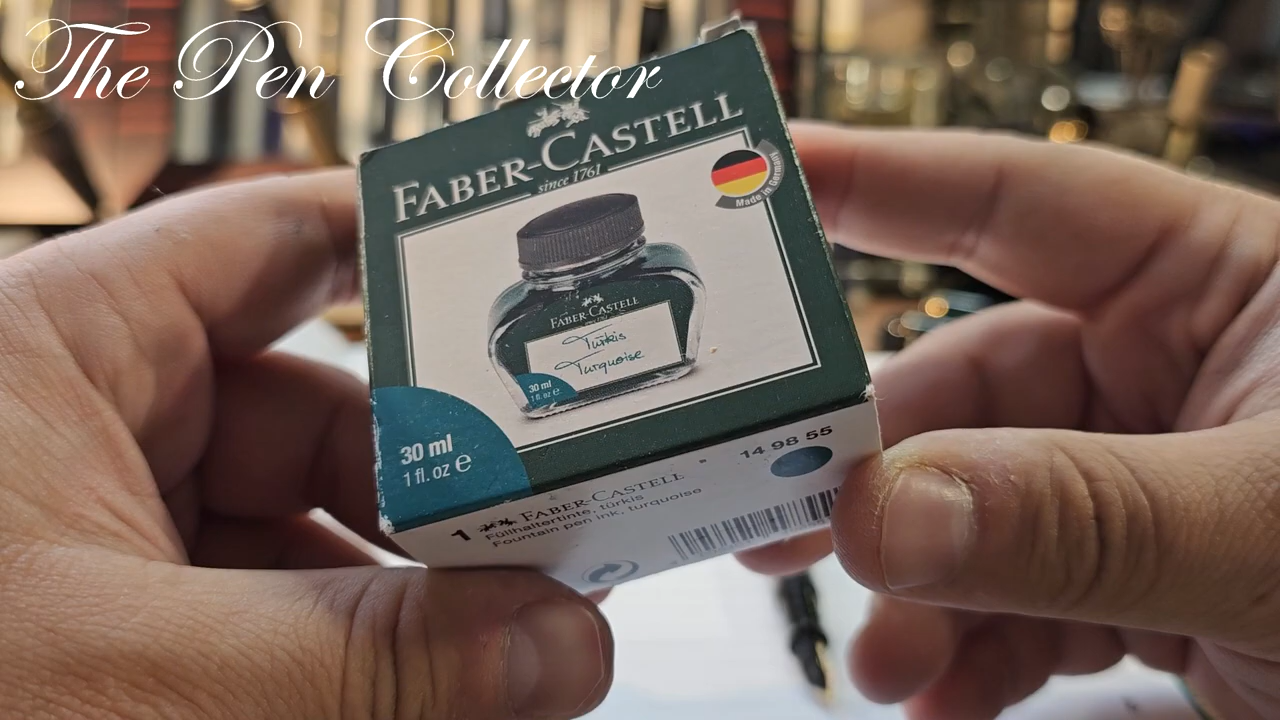 The Pen Collector
FABER-CASTELL
since 1761
Made in Germany
FABER-CASTELL
Türkis
Turquoise
30 ml
1 fl. oz e
30 ml
1 fl. oz ℮
14 98 55
1 FABER-CASTELL
Füllhaltertinte, türkis
Fountain pen ink, turquoise